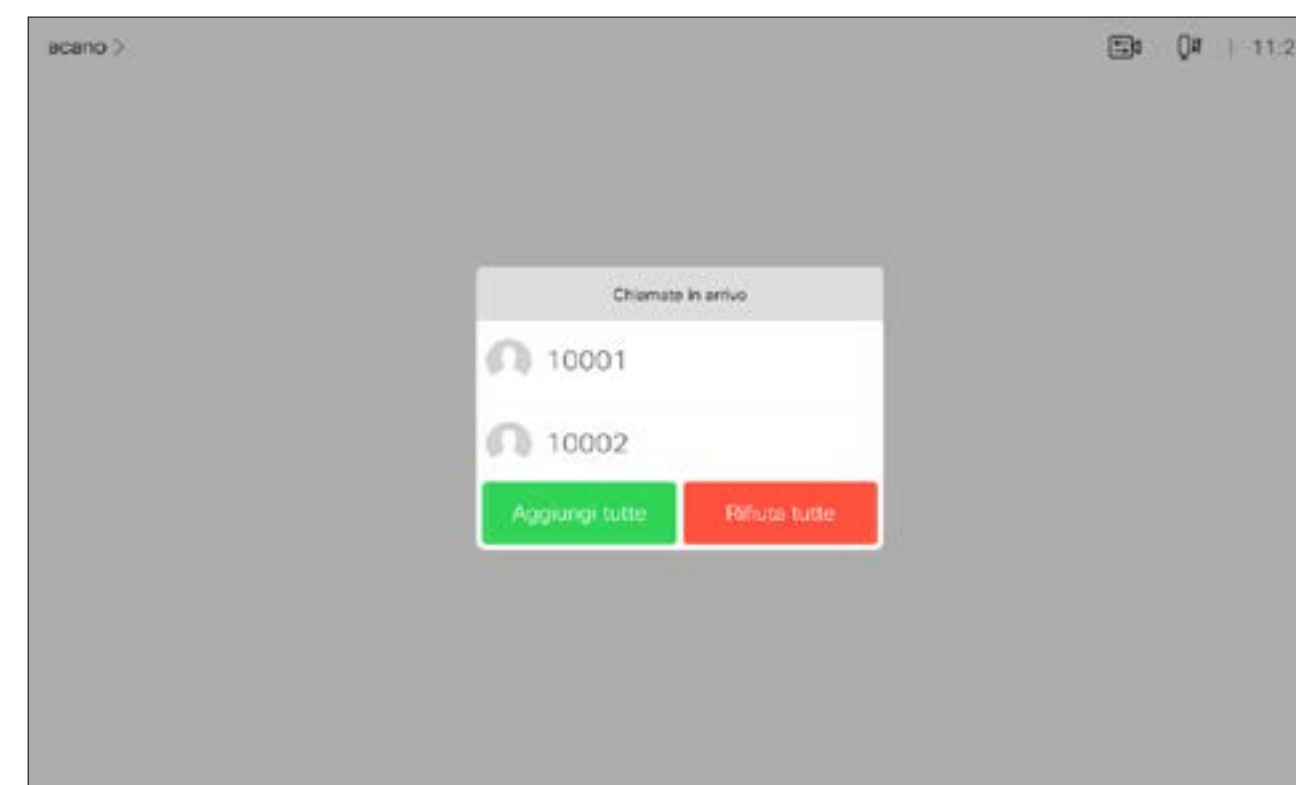 acano >
11:2
Chiamate in arrivo
10001
10002
Aggiungi tutte
Rifiuta tutte